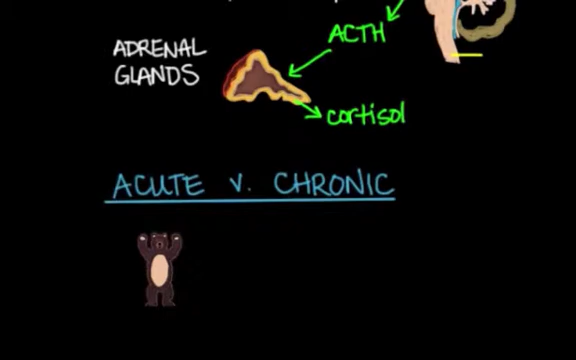 ACTH
ADRENAL
GLANDS
cortisol
ACUTE v. CHRONIC